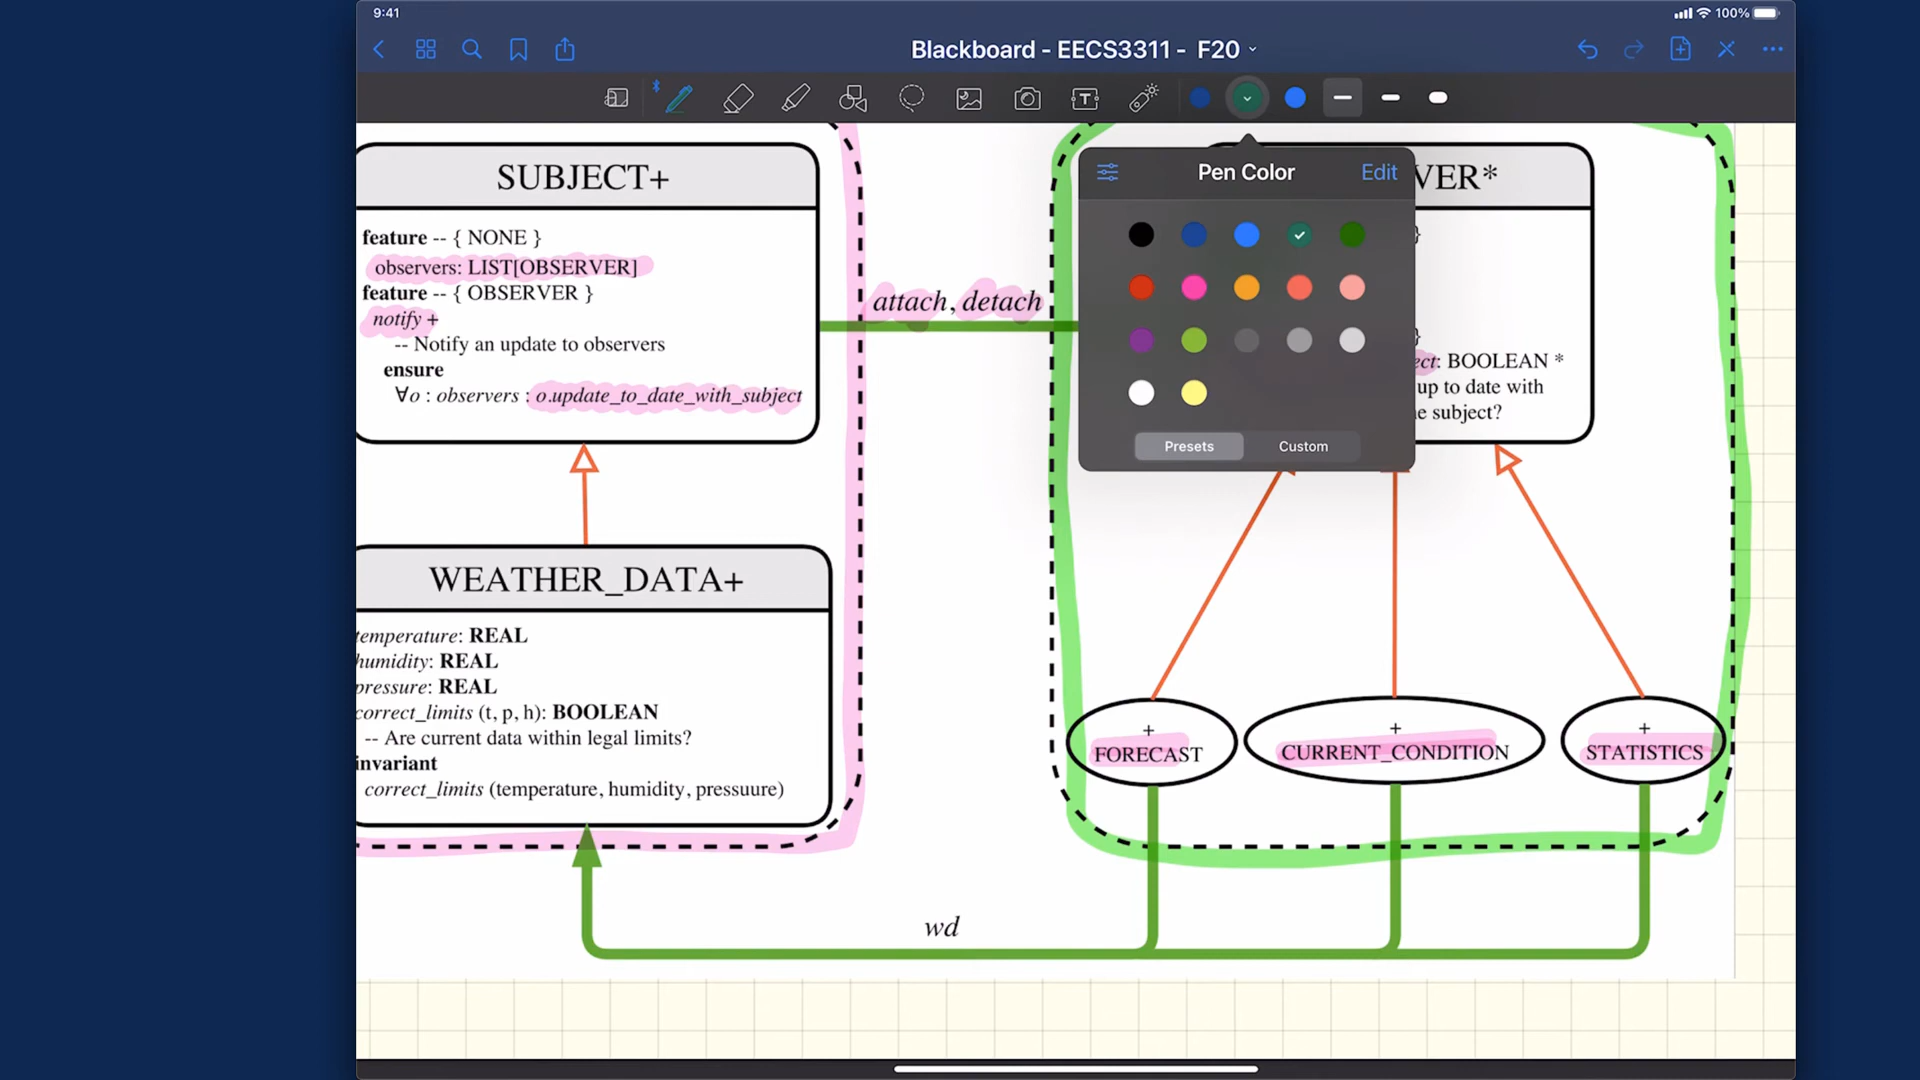 9:41
100%
Blackboard - EECS3311 - F20
SUBJECT+
feature -- { NONE }
observers: LIST[OBSERVER]
feature -- { OBSERVER }
notify +
-- Notify an update to observers
ensure
∀o : observers : o.update_to_date_with_subject
attach, detach
Pen Color
Edit
Presets
Custom
VER*
}
}
ect: BOOLEAN *
up to date with
e subject?
WEATHER_DATA+
temperature: REAL
humidity: REAL
pressure: REAL
correct_limits (t, p, h): BOOLEAN
-- Are current data within legal limits?
invariant
correct_limits (temperature, humidity, pressuure)
+
FORECAST
+
CURRENT_CONDITION
+
STATISTICS
wd